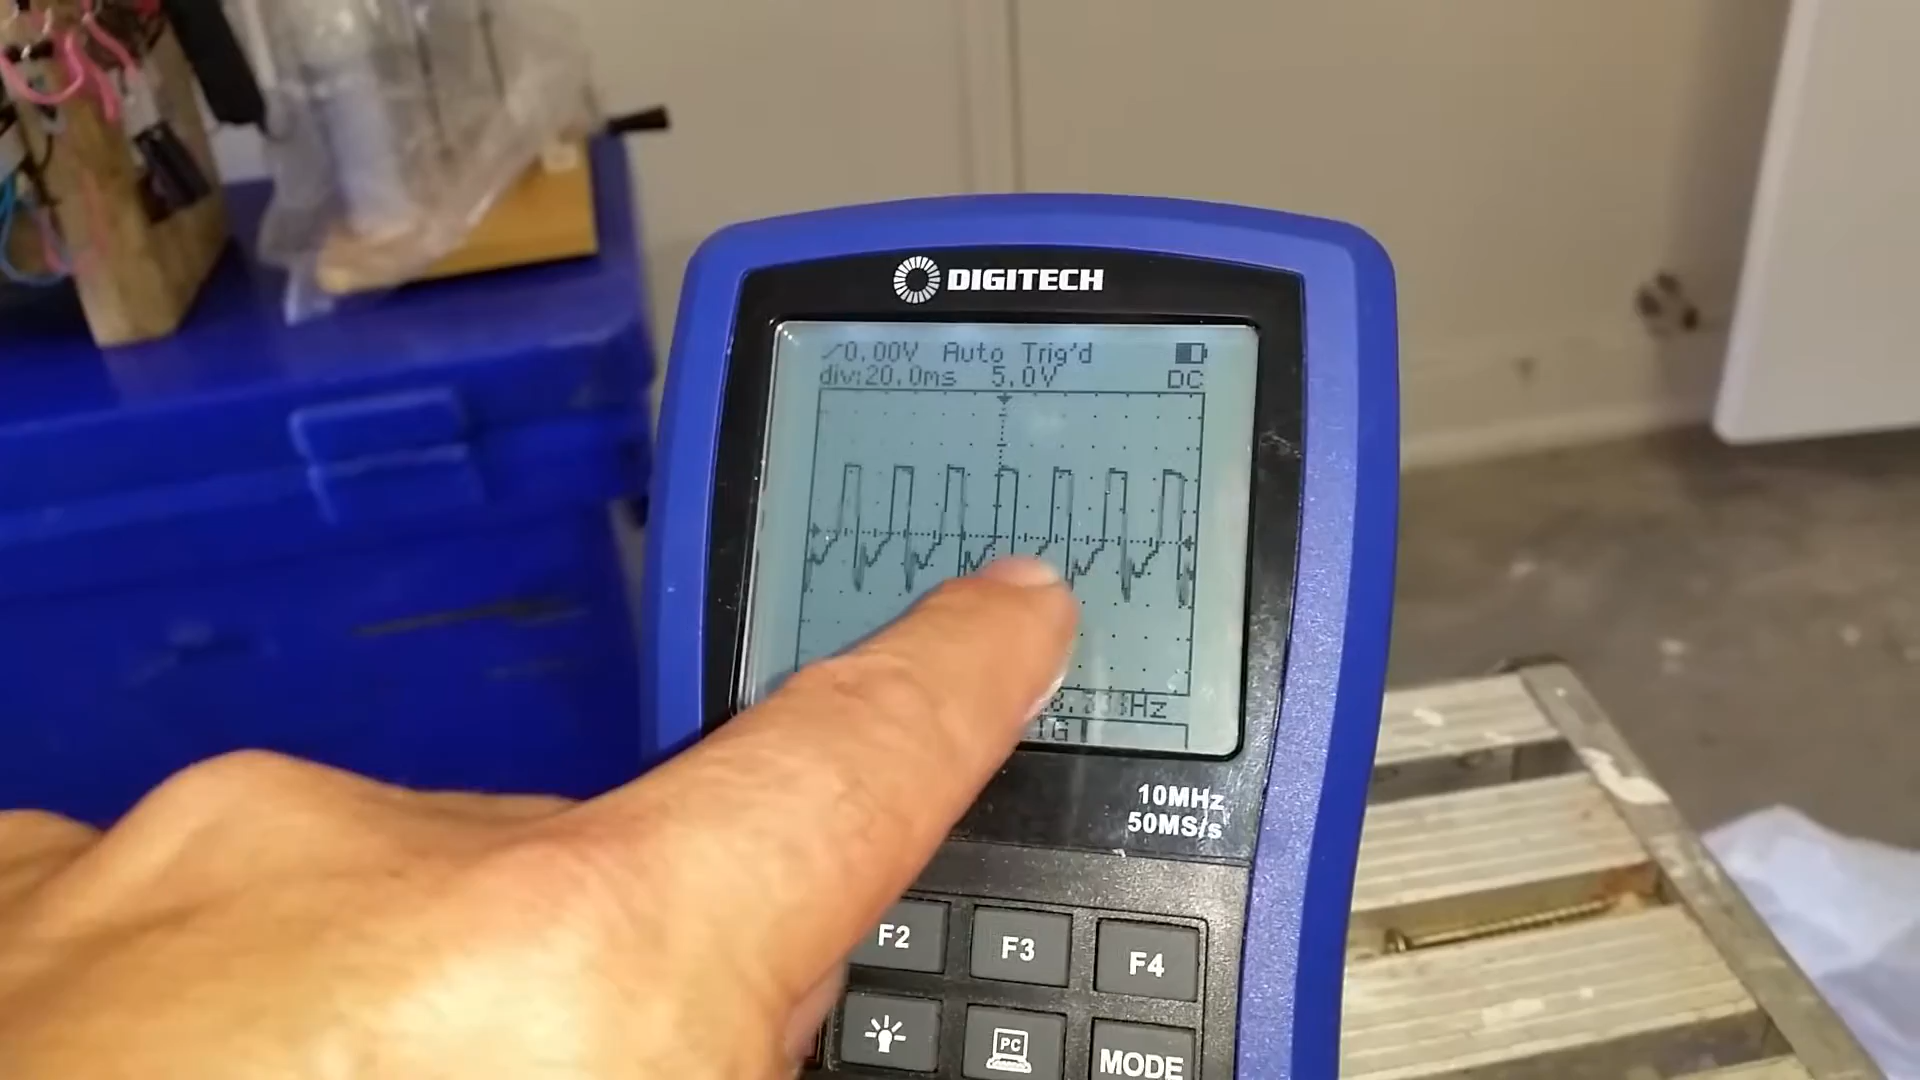 DIGITECH
0.00V Auto Trig'd
div:20.0ms 5.0V DC
Hz
10MHz
50MS/s
F2 F3 F4
PC MODE